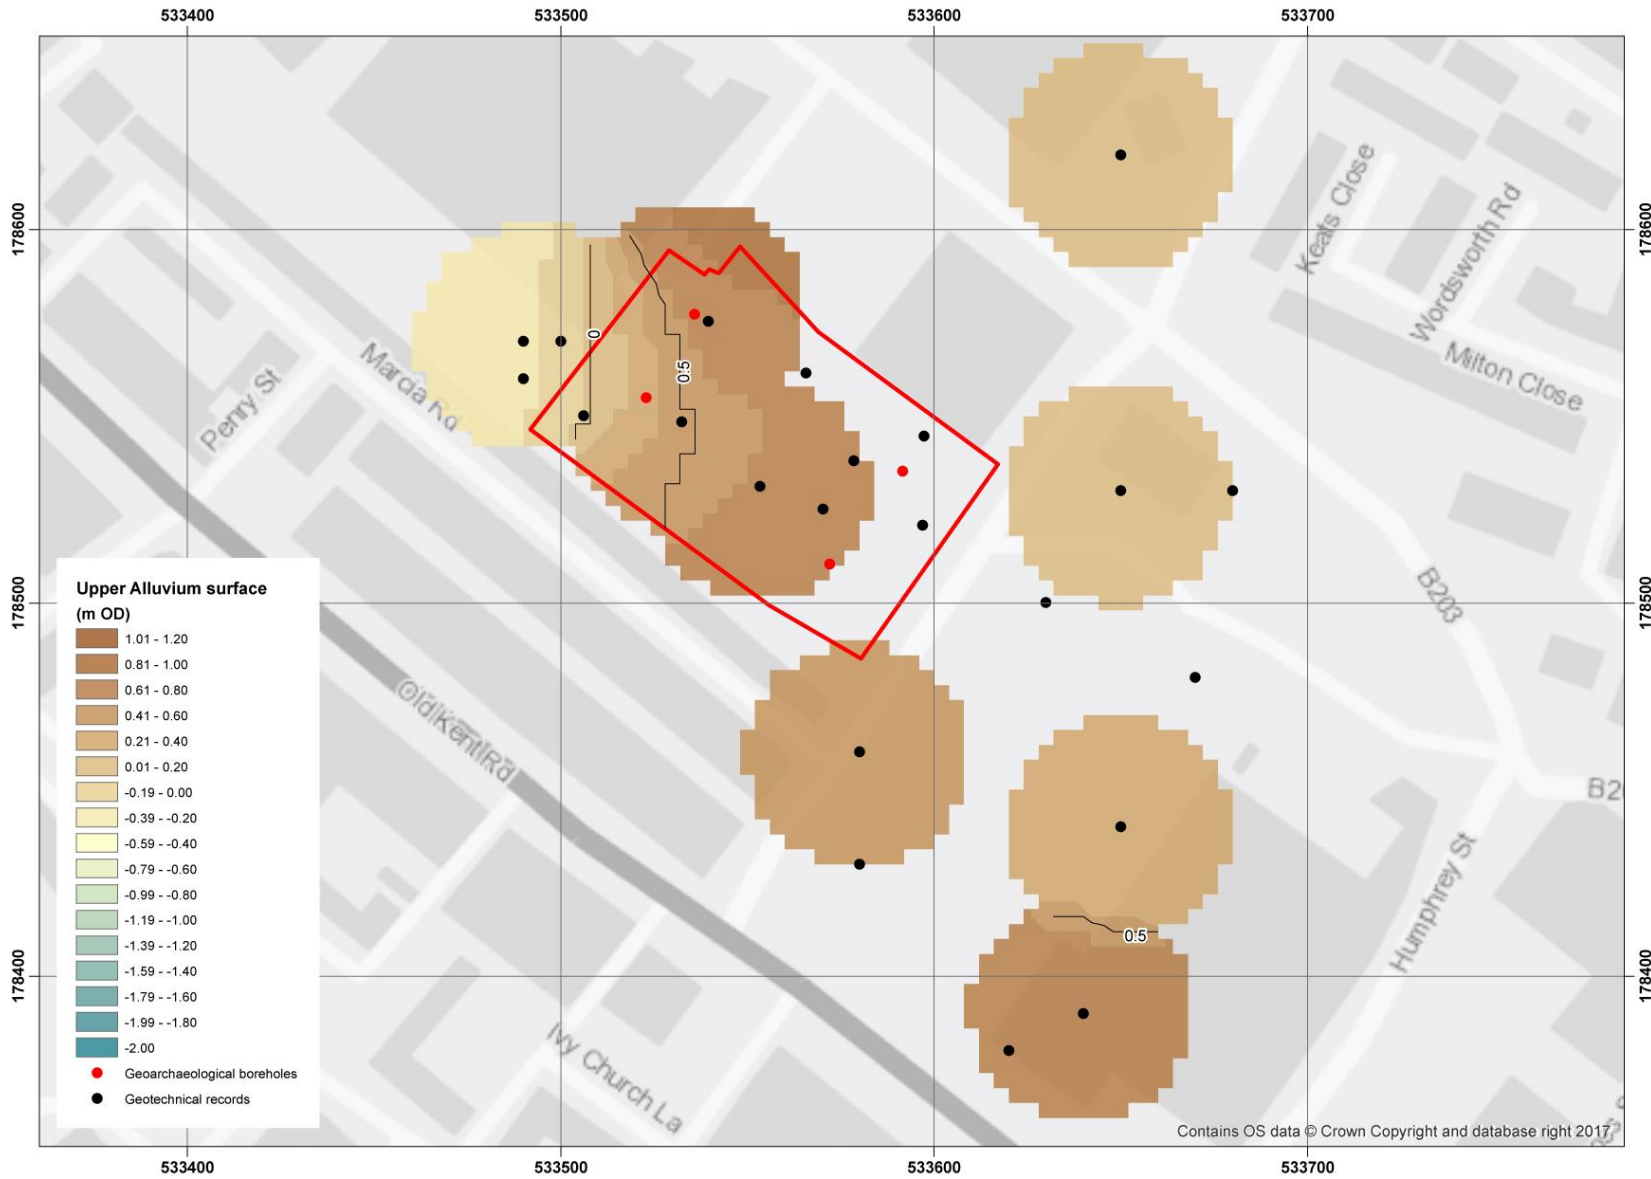 533400 533500 533600 533700
178600 178600
178500 178500
178400 178400
Keats Close
Wordsworth Rd
Milton Close
Marcia Rd
Penry St
0
0.5
B203
Old Kent Rd
B2
Humphrey St
0.5
Ivy Church La
Upper Alluvium surface
(m OD)
1.01 - 1.20
0.81 - 1.00
0.61 - 0.80
0.41 - 0.60
0.21 - 0.40
0.01 - 0.20
-0.19 - 0.00
-0.39 - -0.20
-0.59 - -0.40
-0.79 - -0.60
-0.99 - -0.80
-1.19 - -1.00
-1.39 - -1.20
-1.59 - -1.40
-1.79 - -1.60
-1.99 - -1.80
-2.00
Geoarchaeological boreholes
Geotechnical records
Contains OS data © Crown Copyright and database right 2017
533400 533500 533600 533700